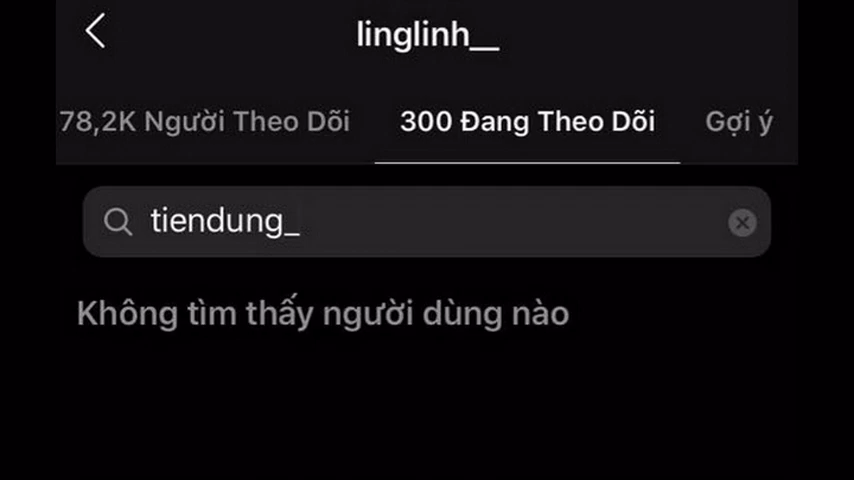 linglinh__
78,2K Người Theo Dõi 300 Đang Theo Dõi Gợi ý
tiendung_
Không tìm thấy người dùng nào